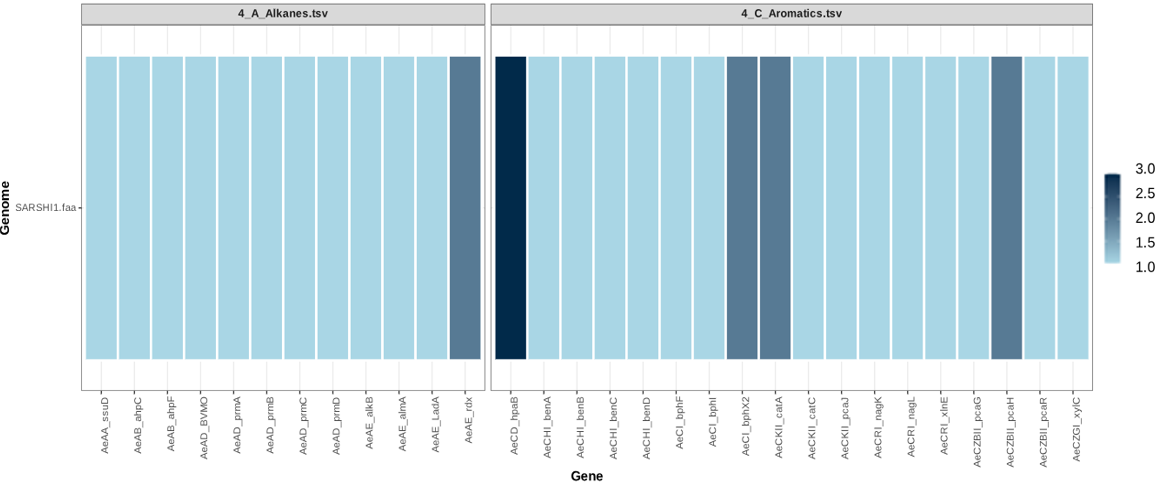 4_A_Alkanes.tsv
4_C_Aromatics.tsv
Genome
SARSHI1.faa
3.0
2.5
2.0
1.5
1.0
AeAA_ssuD
AeAB_ahpC
AeAB_ahpF
AeAD_BVMO
AeAD_prmA
AeAD_prmB
AeAD_prmC
AeAD_prmD
AeAE_alkB
AeAE_almA
AeAE_LadA
AeAE_rdx
AeCD_hpaB
AeCHI_benA
AeCHI_benB
AeCHI_benC
AeCHI_benD
AeCI_bphF
AeCI_bphI
AeCI_bphX2
AeCKII_catA
AeCKII_catC
AeCKII_pcaJ
AeCRI_nagK
AeCRI_nagL
AeCRI_xlnE
AeCZBII_pcaG
AeCZBII_pcaH
AeCZBII_pcaR
AeCZGI_xylC
Gene